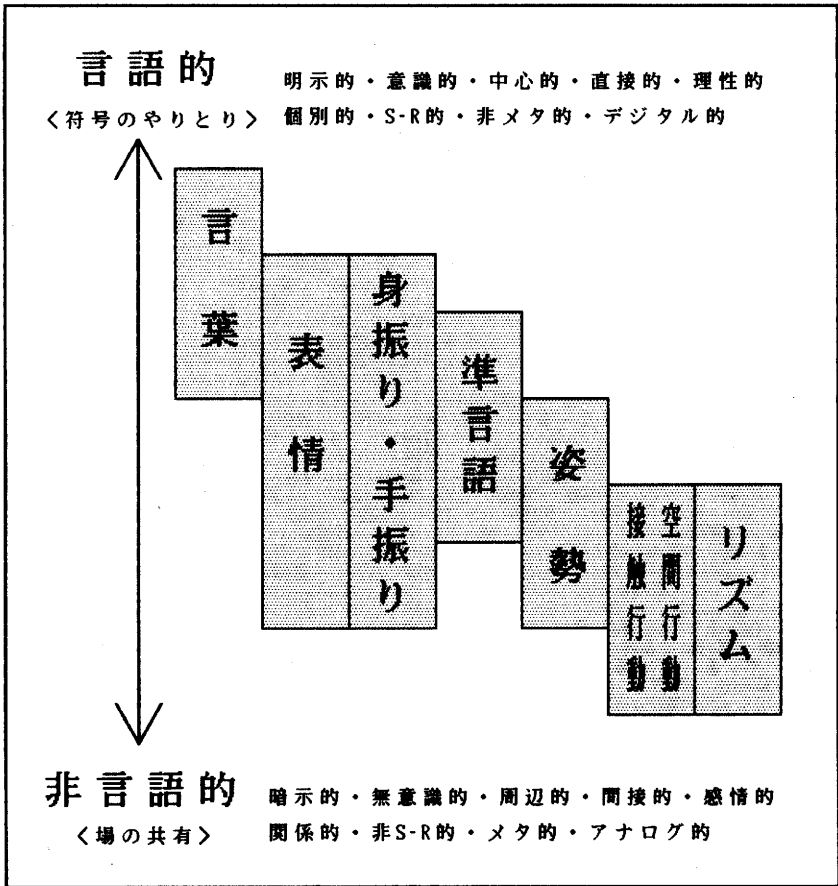 言語的
<符号のやりとり>
明示的・意識的・中心的・直接的・理性的
個別的・S-R的・非メタ的・デジタル的
言葉
表情
身振り・手振り
準言語
姿勢
空間行動
接触行動
リズム
非言語的
<場の共有>
暗示的・無意識的・周辺的・間接的・感情的
関係的・非S-R的・メタ的・アナログ的